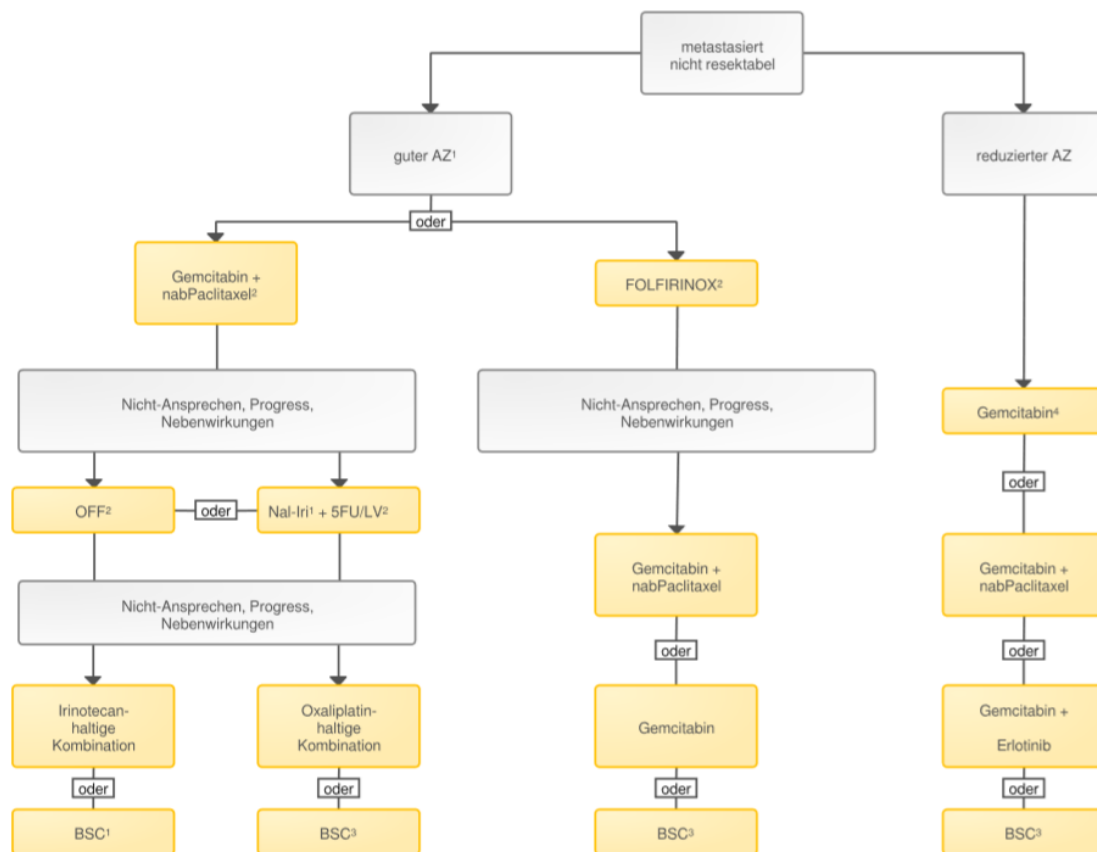 metastasiert
nicht resektabel
guter AZ¹
reduzierter AZ
oder
Gemcitabin +
nabPaclitaxel²
FOLFIRINOX²
Nicht-Ansprechen, Progress,
Nebenwirkungen
Nicht-Ansprechen, Progress,
Nebenwirkungen
Gemcitabin⁴
OFF²
oder
Nal-Iri¹ + 5FU/LV²
oder
Gemcitabin +
nabPaclitaxel
Gemcitabin +
nabPaclitaxel
Nicht-Ansprechen, Progress,
Nebenwirkungen
oder
oder
Irinotecan-
haltige
Kombination
Oxaliplatin-
haltige
Kombination
Gemcitabin
Gemcitabin +
Erlotinib
oder
oder
oder
oder
BSC¹
BSC³
BSC³
BSC³